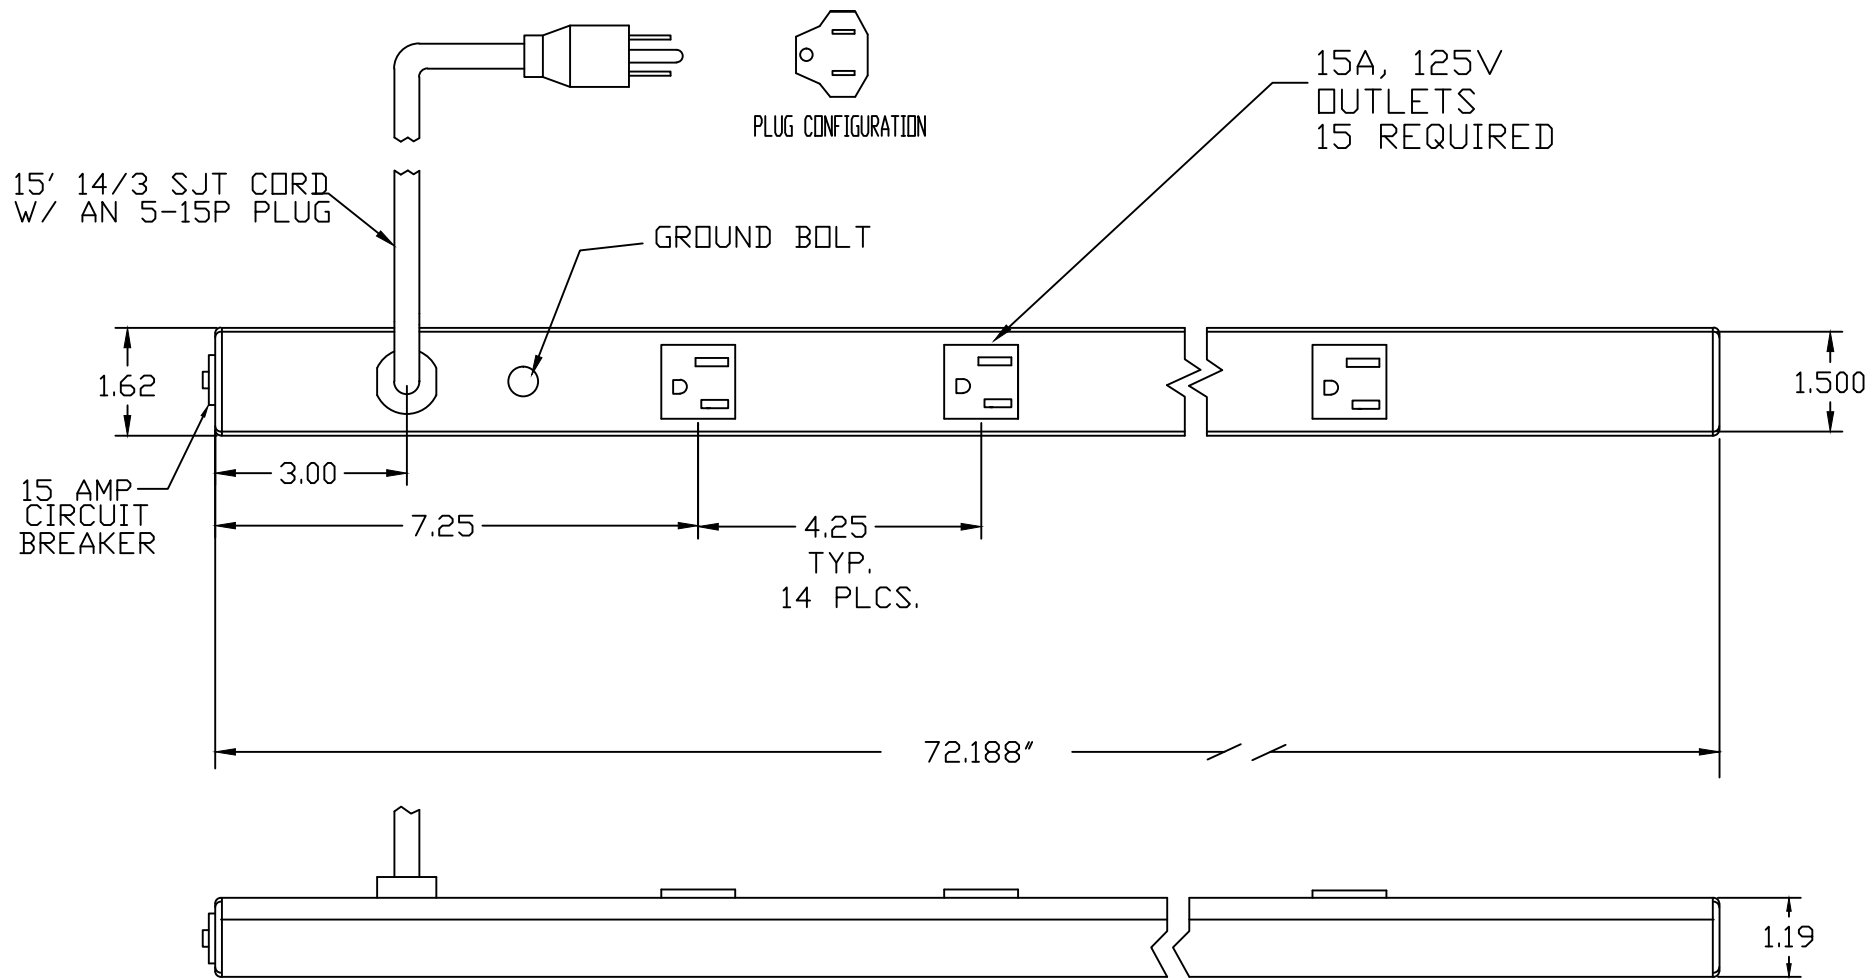 PLUG CONFIGURATION
15A, 125V
OUTLETS
15 REQUIRED
15' 14/3 SJT CORD
W/ AN 5-15P PLUG
GROUND BOLT
1.62
1.500
3.00
15 AMP
CIRCUIT
BREAKER
7.25
4.25
TYP.
14 PLCS.
72.188"
1.19